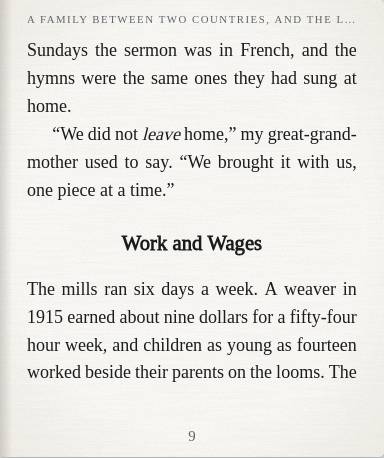 A FAMILY BETWEEN TWO COUNTRIES, AND THE L…
Sundays the sermon was in French, and the
hymns were the same ones they had sung at
home.
“We did not leave home,” my great-grand-
mother used to say. “We brought it with us,
one piece at a time.”
Work and Wages
The mills ran six days a week. A weaver in
1915 earned about nine dollars for a fifty-four
hour week, and children as young as fourteen
worked beside their parents on the looms. The
9